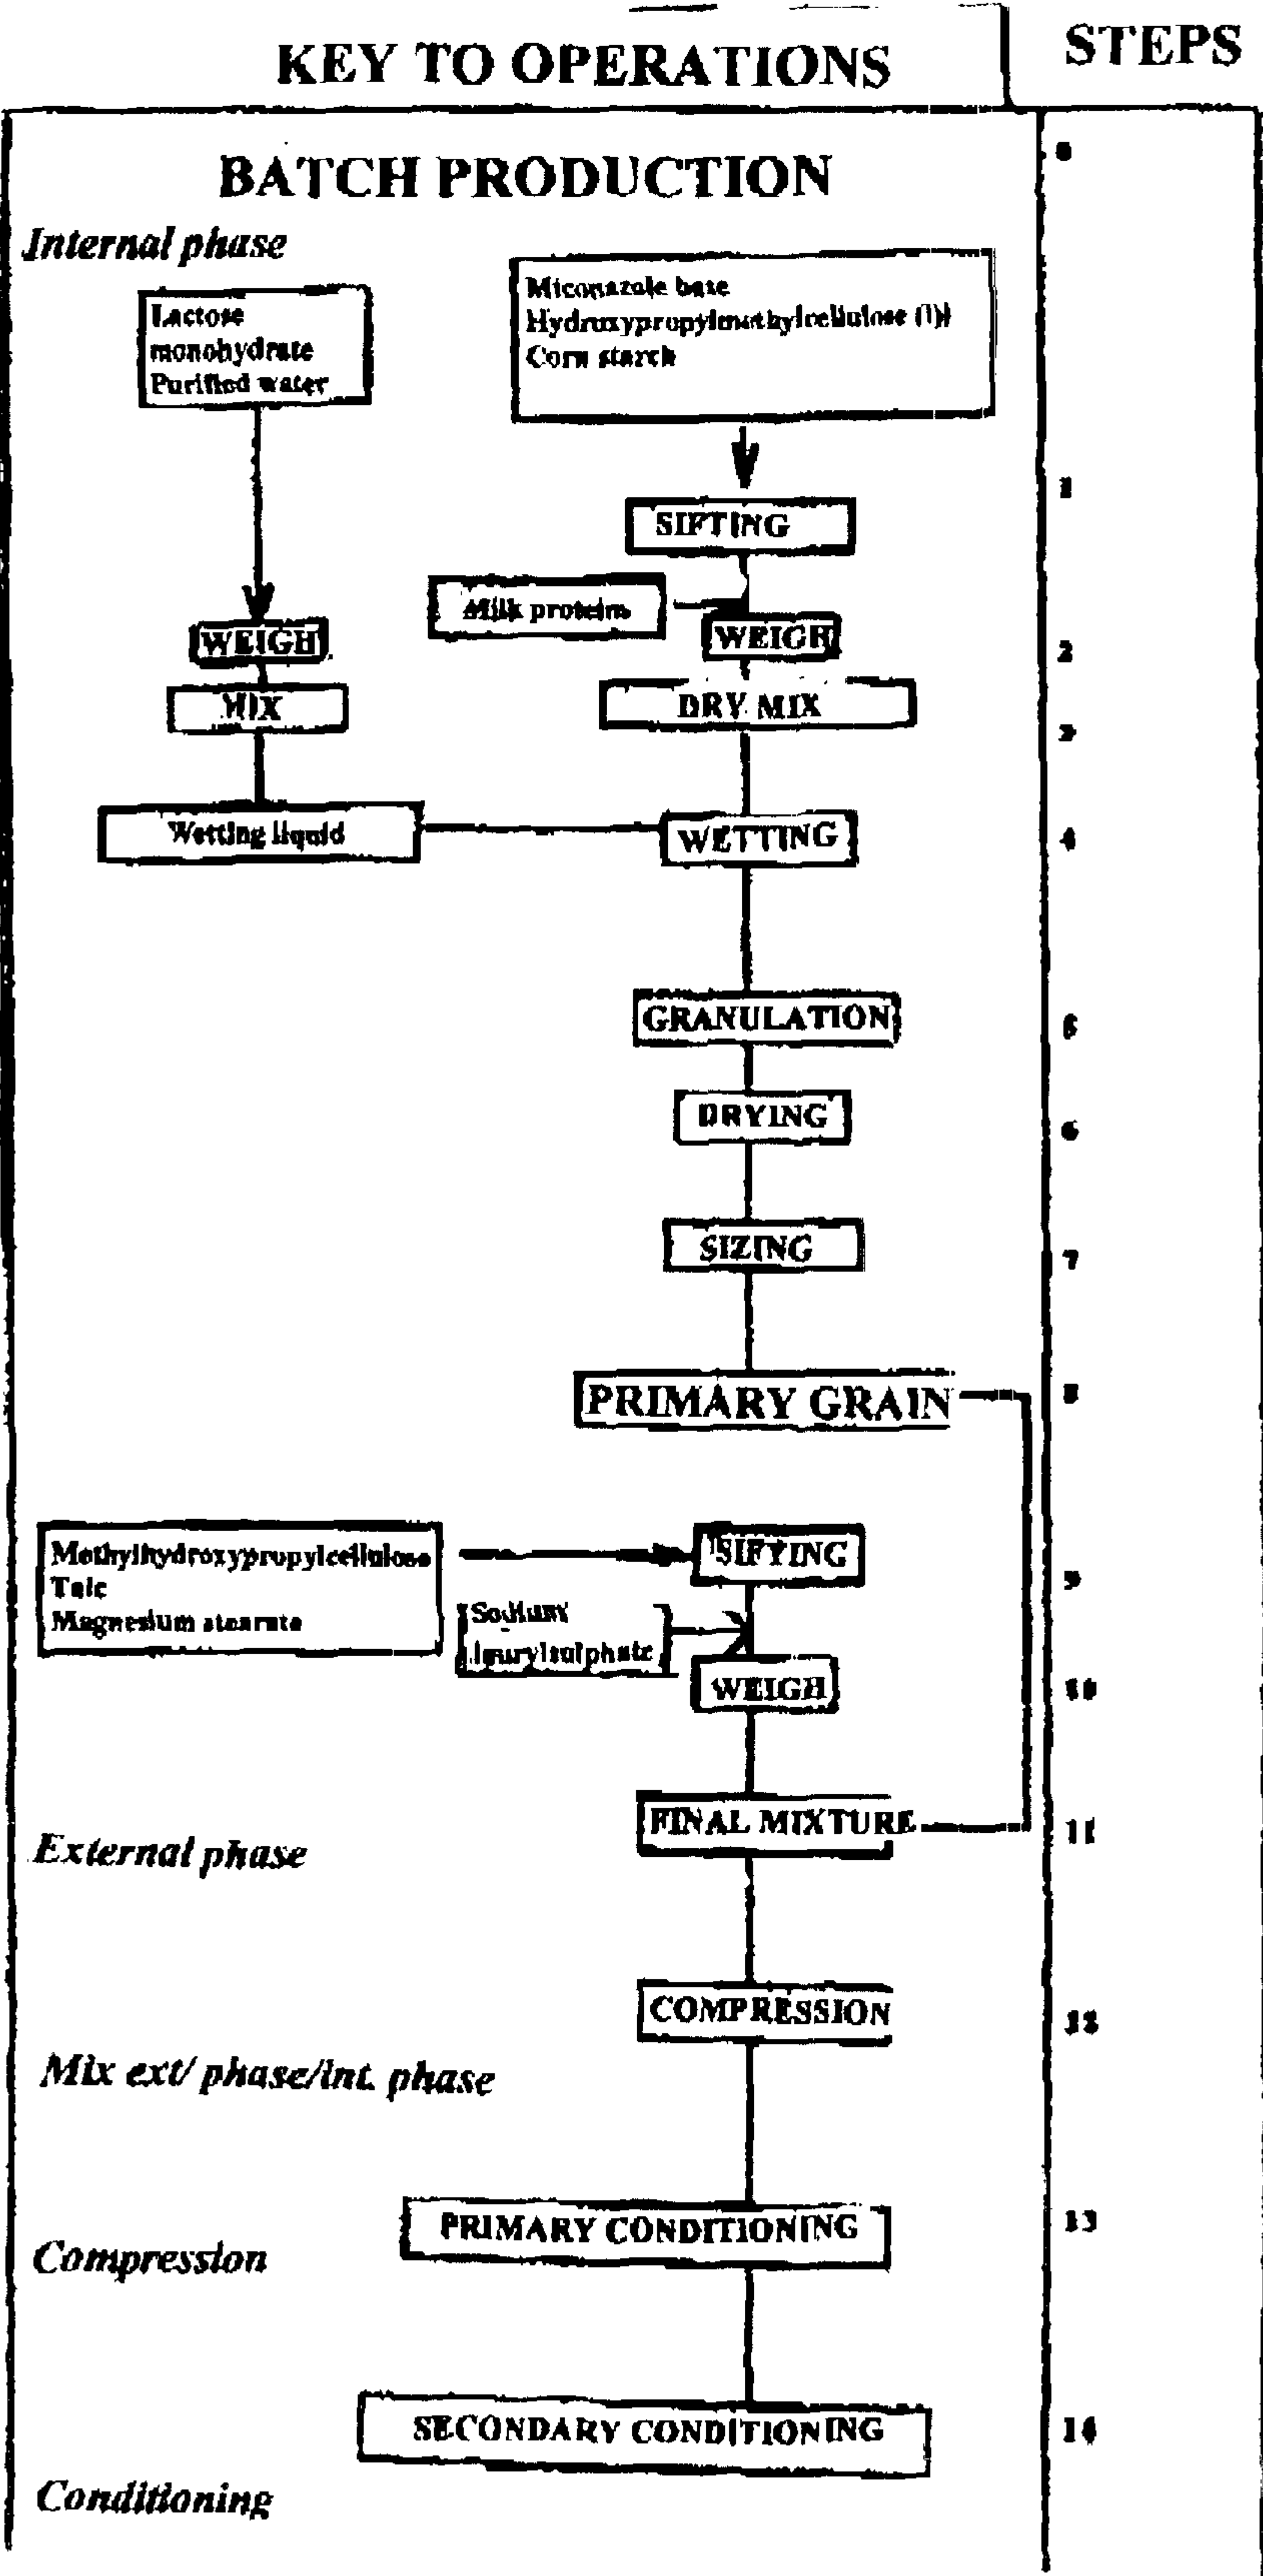 KEY TO OPERATIONS
STEPS
BATCH PRODUCTION
0
Internal phase
Lactose
monohydrate
Purified water
Miconazole base
Hydroxypropylmethylcellulose
Corn starch
1
SIFTING
Milk proteins
WEIGH
WEIGH
2
MIX
DRY MIX
3
Wetting liquid
WETTING
4
GRANULATION
5
DRYING
6
SIZING
7
PRIMARY GRAIN
8
Methylhydroxypropylcellulose
Talc
Magnesium stearate
SIFTING
9
Sodium
laurylsulphate
WEIGH
10
FINAL MIXTURE
11
External phase
COMPRESSION
12
Mix ext/ phase/int. phase
PRIMARY CONDITIONING
13
Compression
SECONDARY CONDITIONING
14
Conditioning